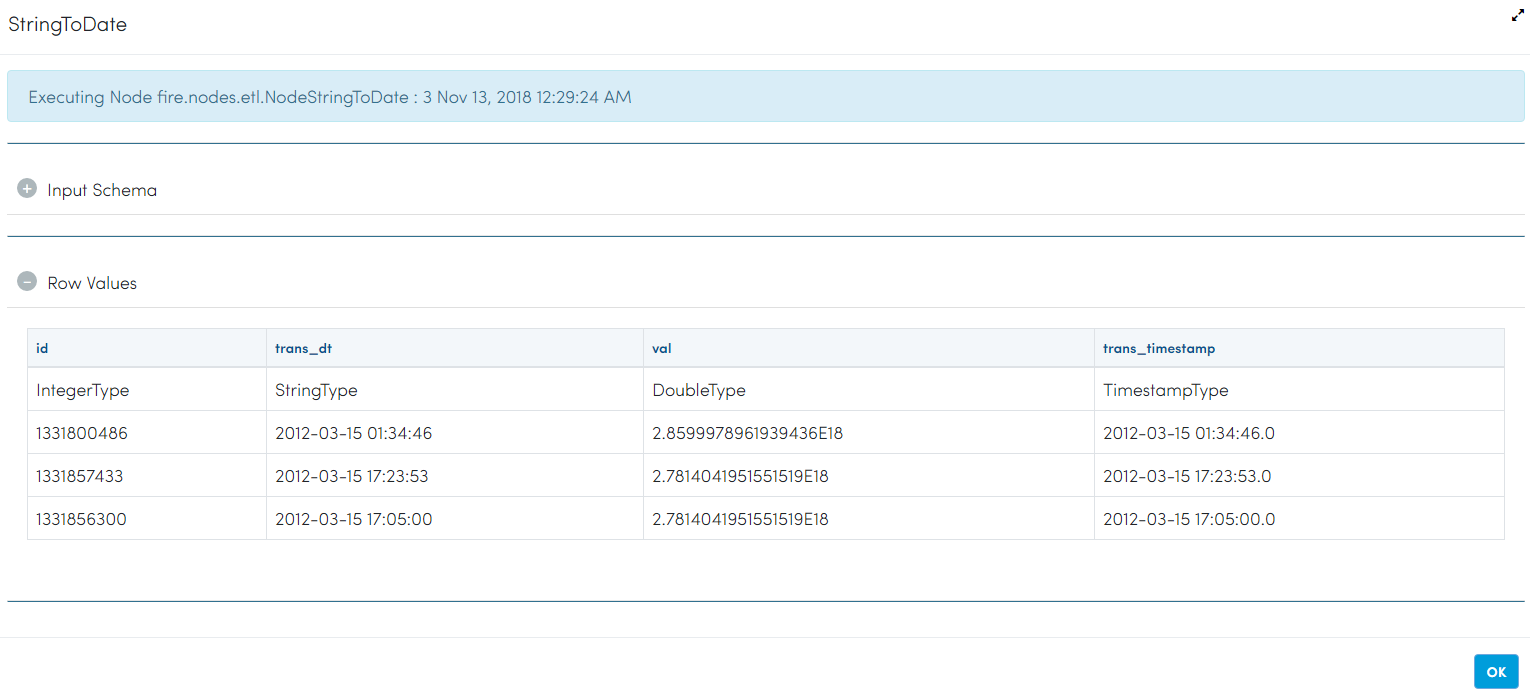 StringToDate
Executing Node fire.nodes.etl.NodeStringToDate : 3 Nov 13, 2018 12:29:24 AM
Input Schema
Row Values
id trans_dt val trans_timestamp
IntegerType StringType DoubleType TimestampType
1331800486 2012-03-15 01:34:46 2.8599978961939436E18 2012-03-15 01:34:46.0
1331857433 2012-03-15 17:23:53 2.7814041951551519E18 2012-03-15 17:23:53.0
1331856300 2012-03-15 17:05:00 2.7814041951551519E18 2012-03-15 17:05:00.0
OK